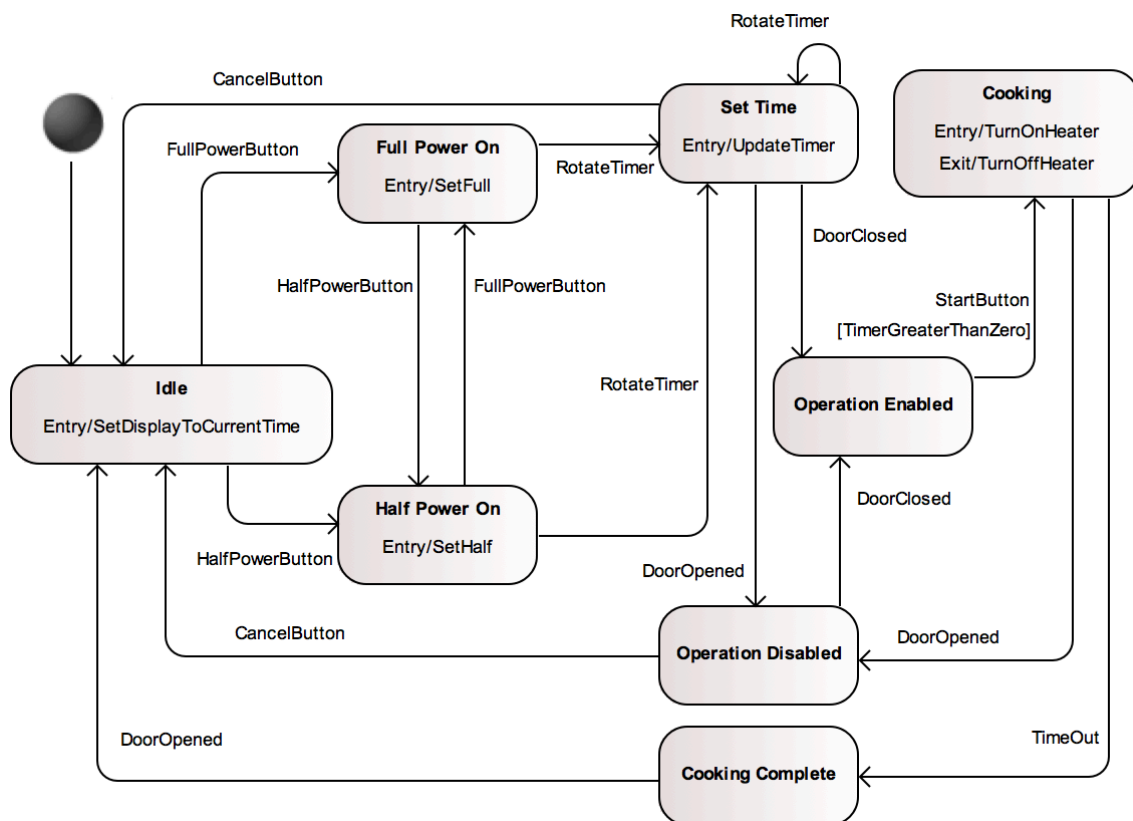 RotateTimer
CancelButton
Set Time
Entry/UpdateTimer
Cooking
Entry/TurnOnHeater
Exit/TurnOffHeater
FullPowerButton
Full Power On
Entry/SetFull
RotateTimer
DoorClosed
HalfPowerButton
FullPowerButton
StartButton
[TimerGreaterThanZero]
Idle
Entry/SetDisplayToCurrentTime
RotateTimer
Operation Enabled
DoorClosed
Half Power On
Entry/SetHalf
HalfPowerButton
DoorOpened
CancelButton
Operation Disabled
DoorOpened
DoorOpened
TimeOut
Cooking Complete